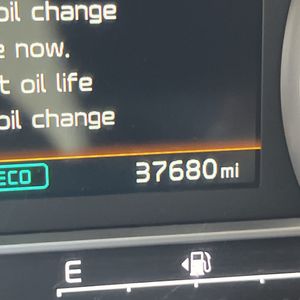 oil change
e now.
t oil life
oil change
ECO 37680 mi
E